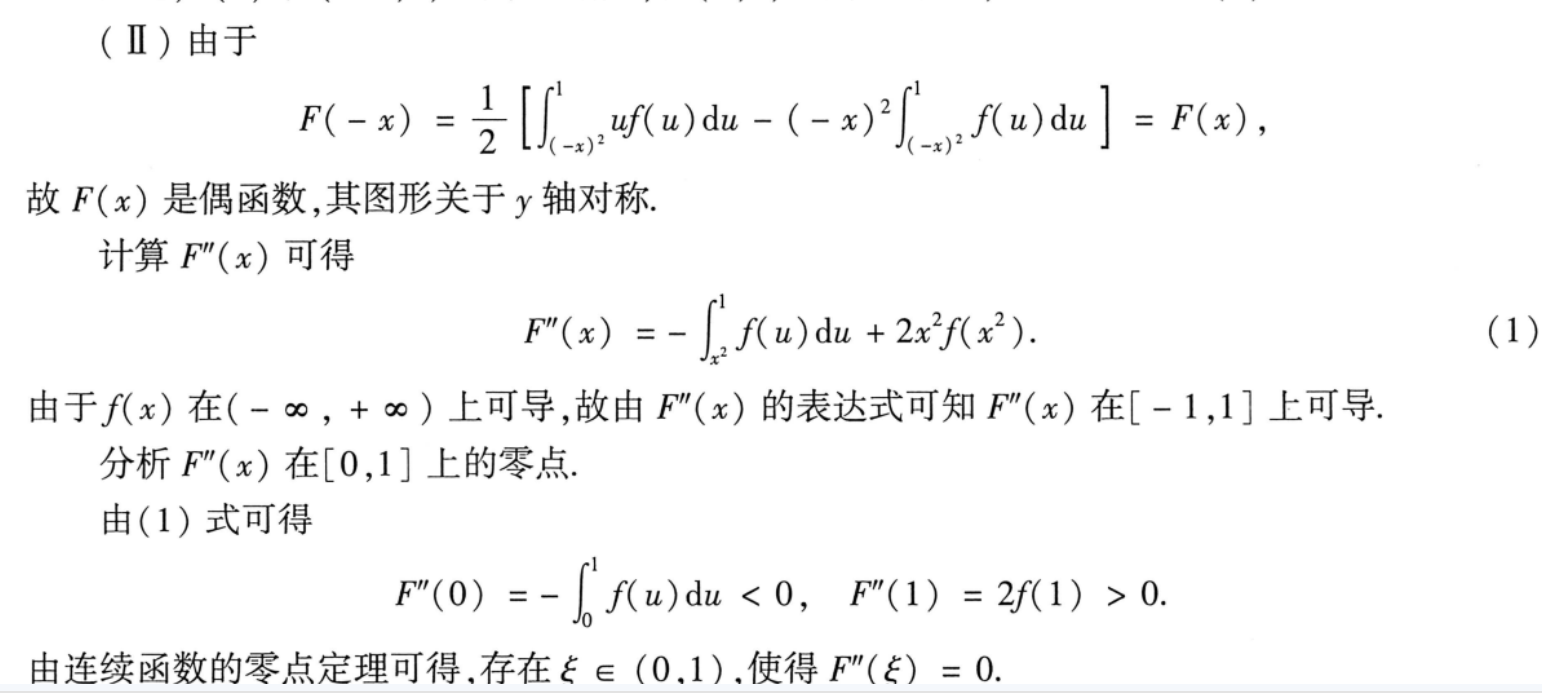 (Ⅱ)由于
F(-x) = 1/2 [∫_{(-x)^2}^{1} uf(u)du - (-x)^2 ∫_{(-x)^2}^{1} f(u)du] = F(x),
故 F(x) 是偶函数,其图形关于 y 轴对称.
计算 F″(x) 可得
F″(x) = -∫_{x^2}^{1} f(u)du + 2x^2f(x^2). (1)
由于f(x) 在(-∞,+∞) 上可导,故由 F″(x) 的表达式可知 F″(x) 在[-1,1] 上可导.
分析 F″(x) 在[0,1] 上的零点.
由(1) 式可得
F″(0) = -∫_{0}^{1} f(u)du < 0, F″(1) = 2f(1) > 0.
由连续函数的零点定理可得,存在 ξ ∈ (0,1),使得 F″(ξ) = 0.